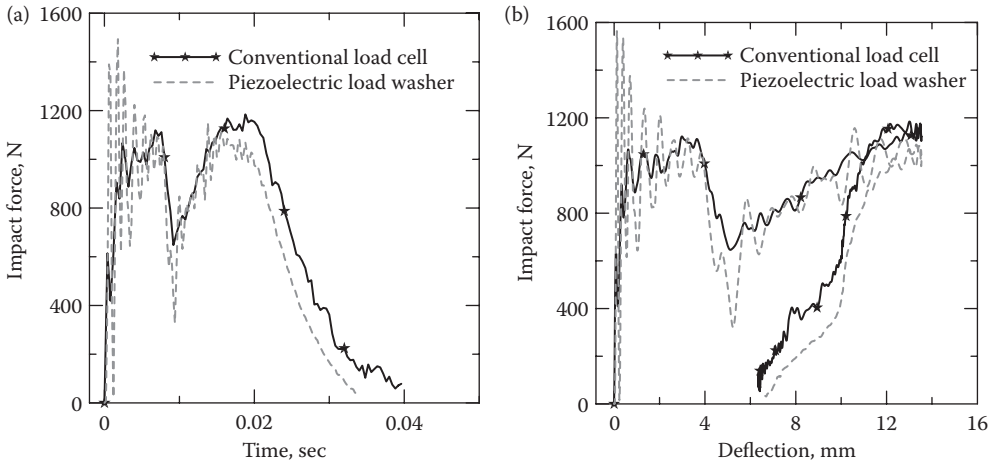 (a)
1600
1200
800
400
0
Impact force, N
Conventional load cell
Piezoelectric load washer
0
0.02
0.04
Time, sec
(b)
1600
1200
800
400
0
Impact force, N
Conventional load cell
Piezoelectric load washer
0
4
8
12
16
Deflection, mm